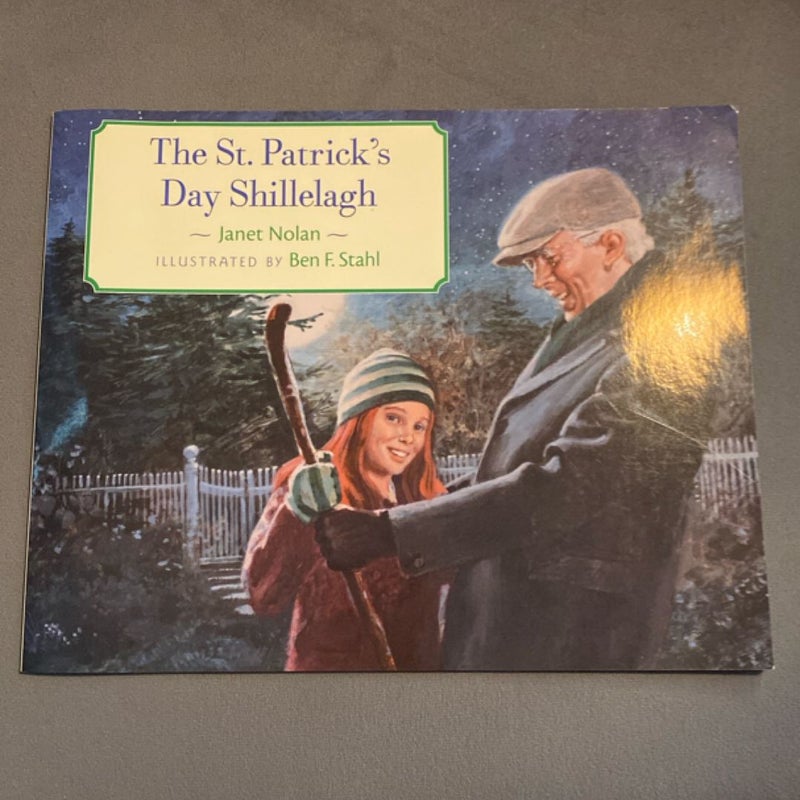 The St. Patrick's
Day Shillelagh
~ Janet Nolan ~
ILLUSTRATED BY Ben F. Stahl